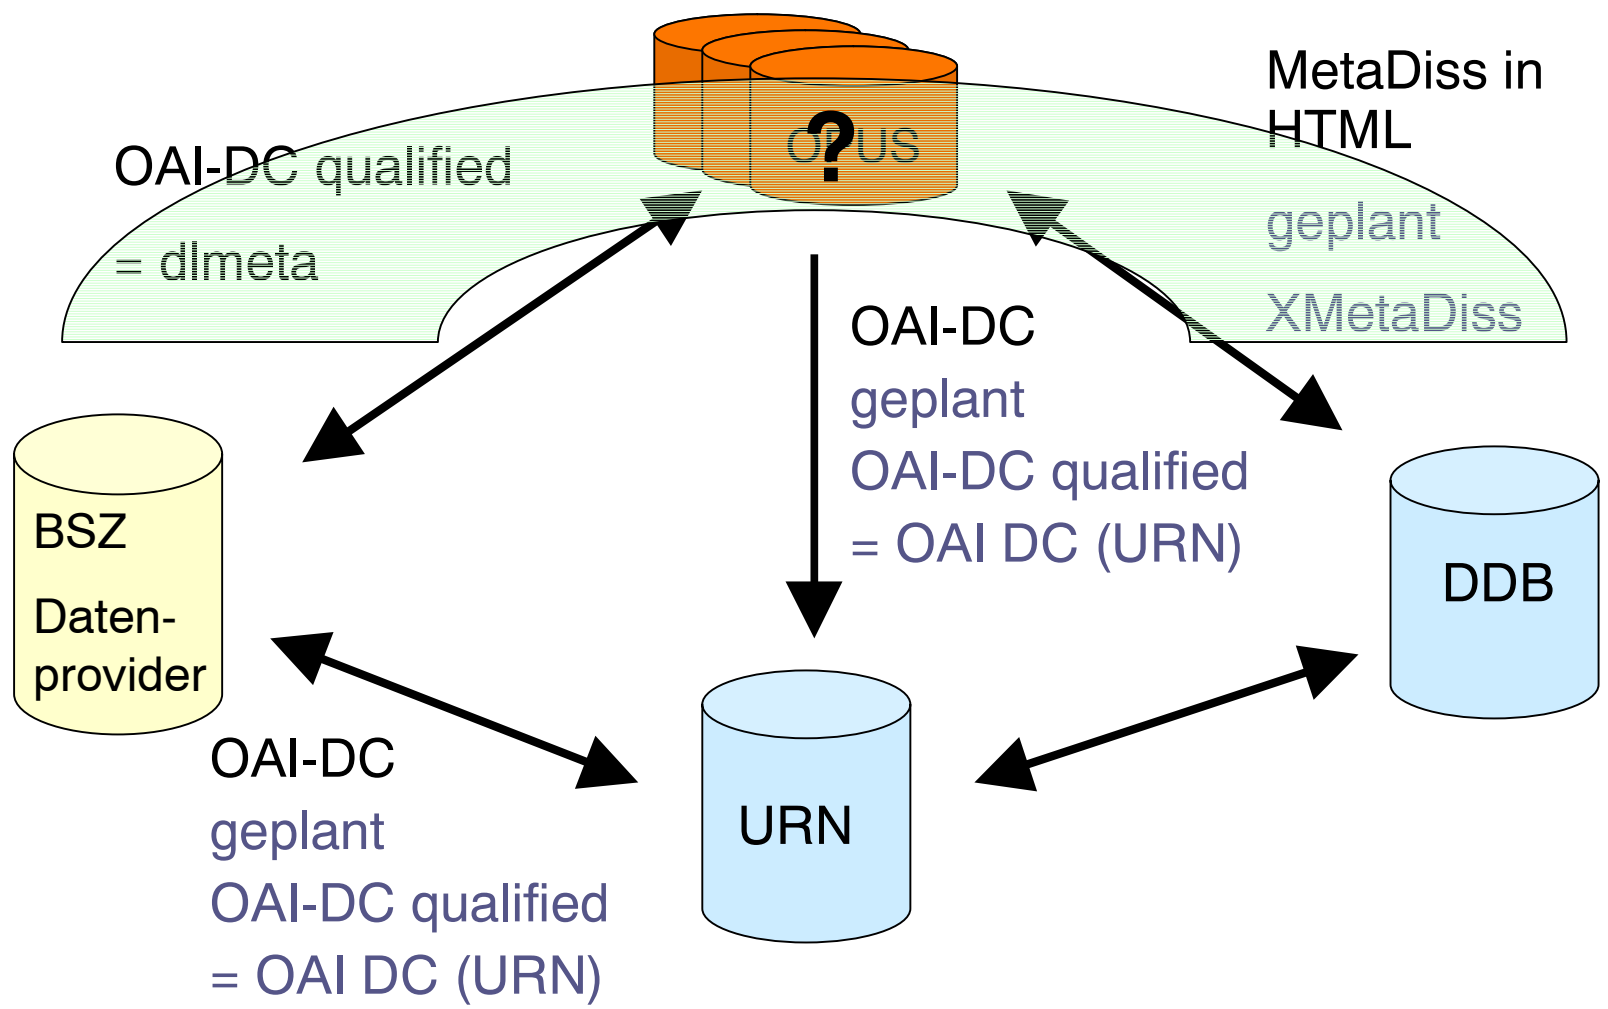 MetaDiss in
HTML
OPUS
?
OAI-DC qualified
= dlmeta
geplant
XMetaDiss
OAI-DC
geplant
OAI-DC qualified
= OAI DC (URN)
BSZ
Daten-
provider
DDB
URN
OAI-DC
geplant
OAI-DC qualified
= OAI DC (URN)